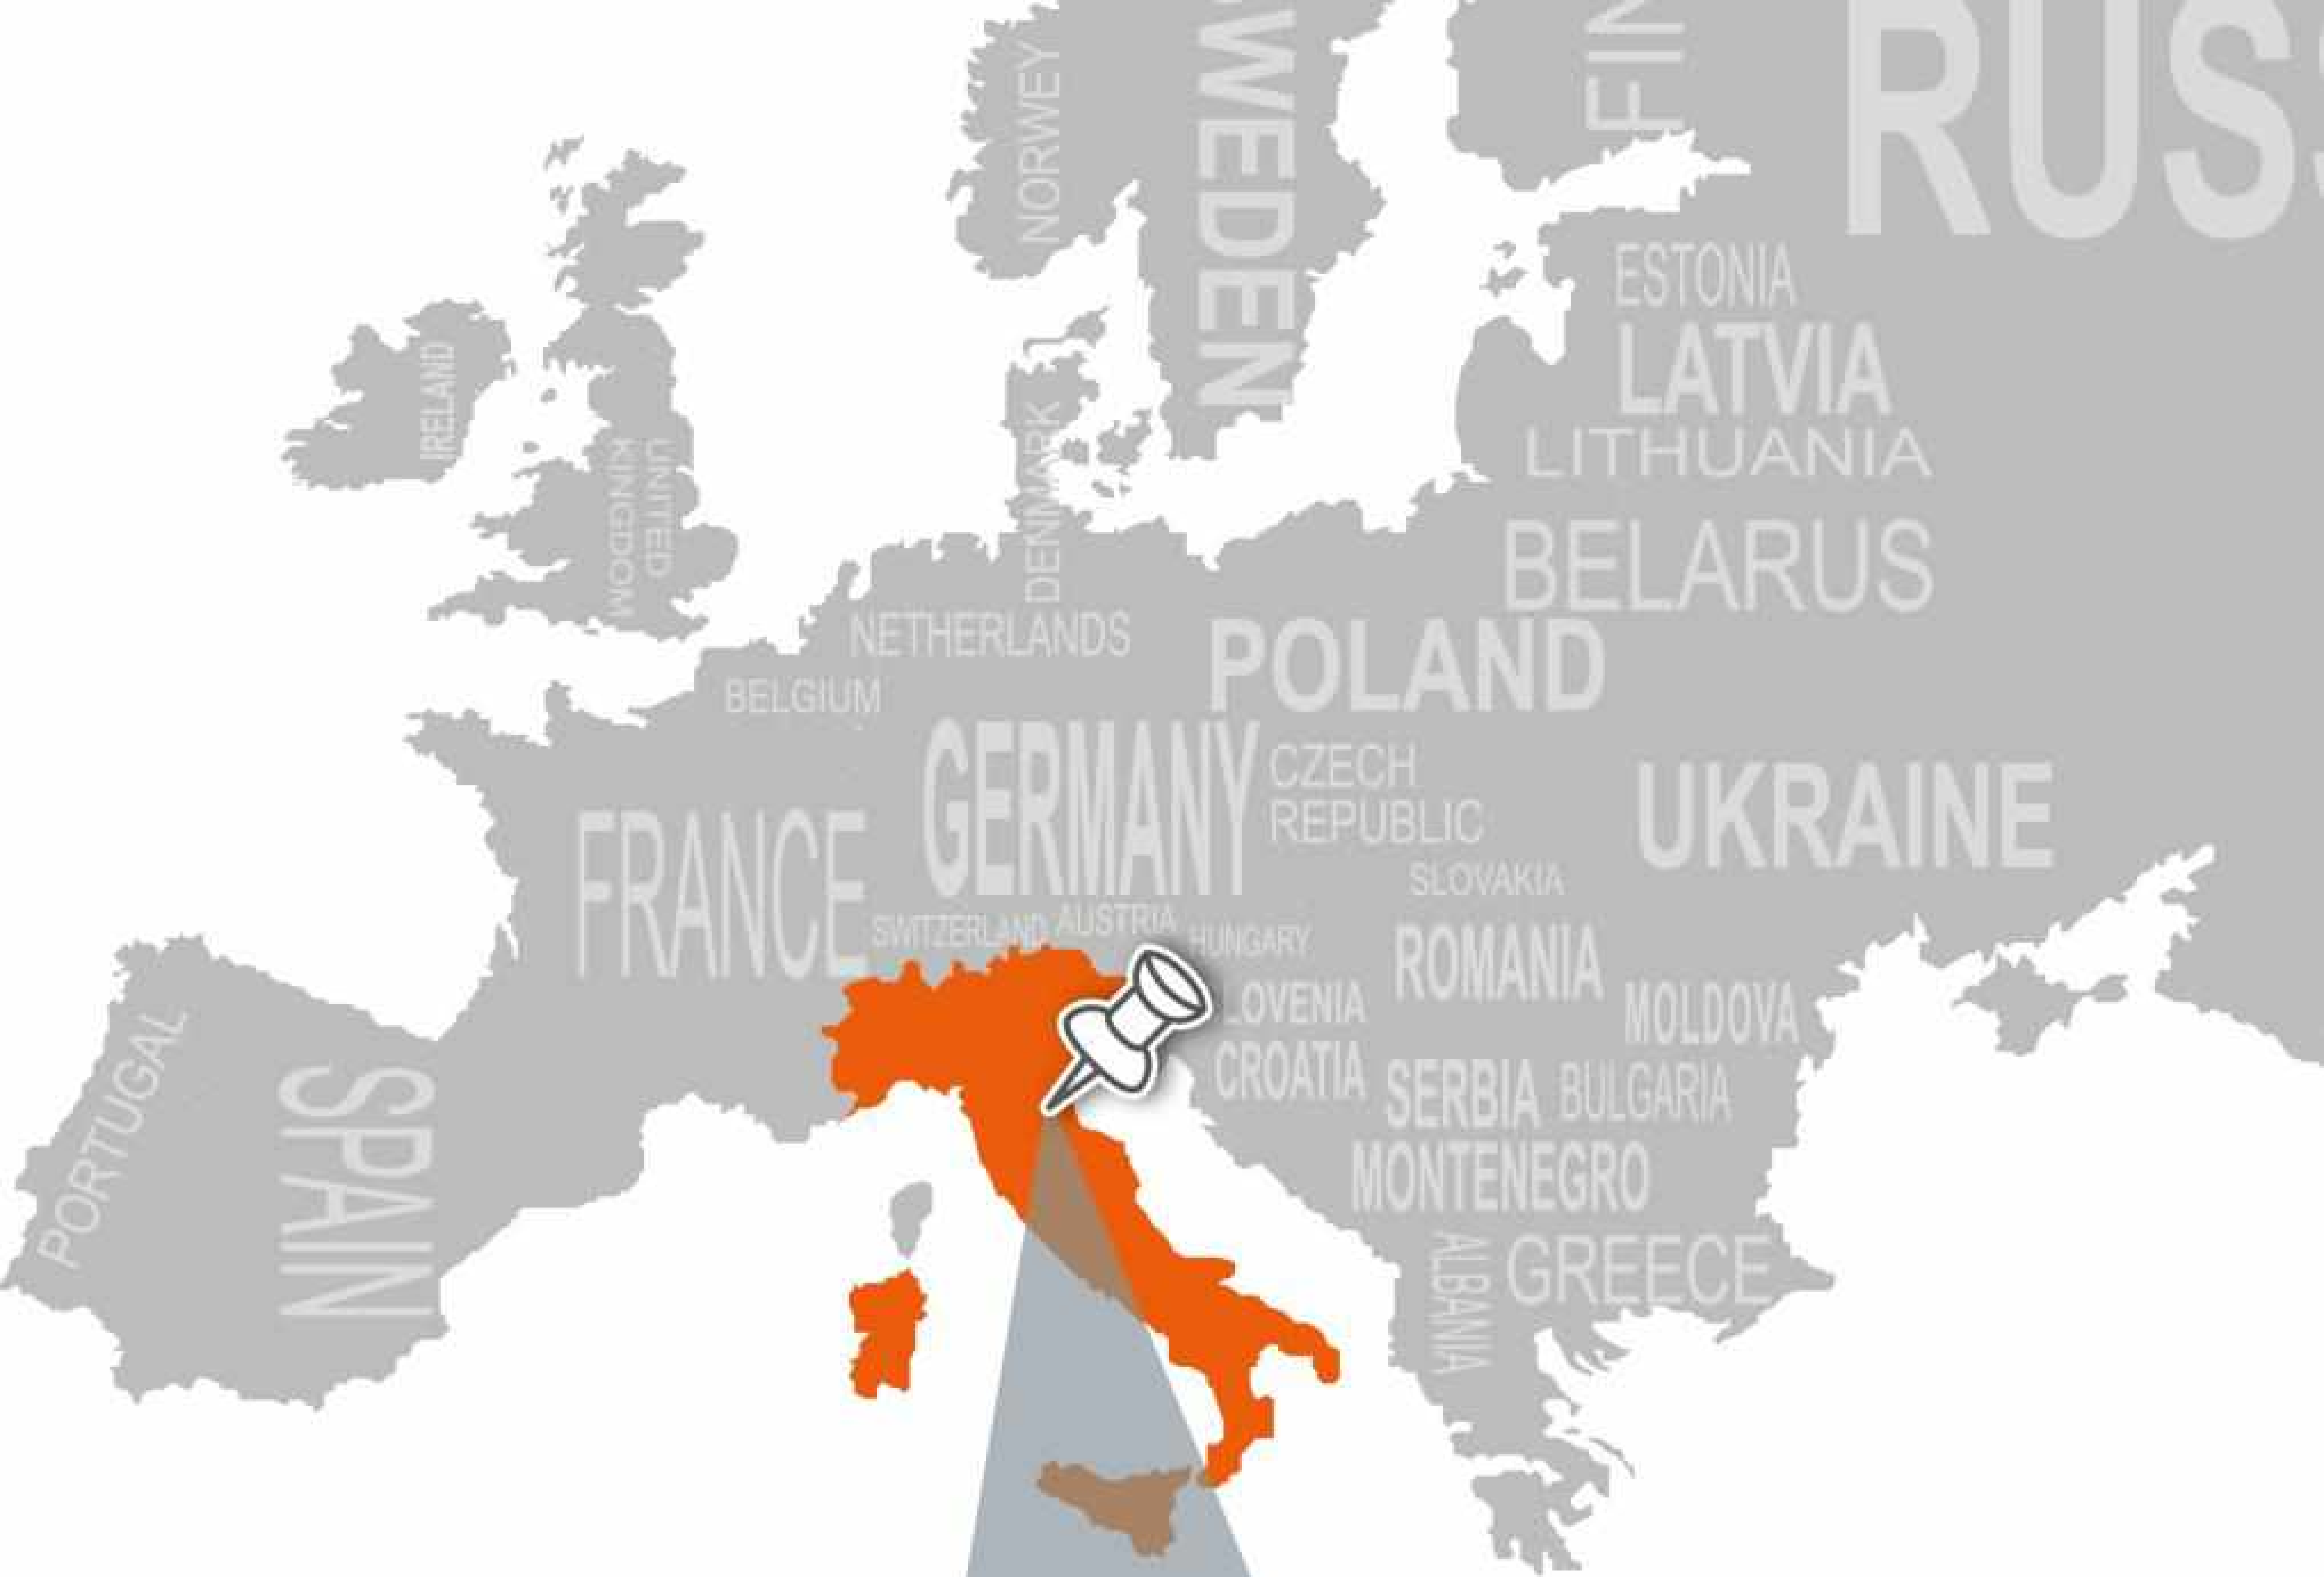 NORWEY
WEDEN
FIN
RUS
ESTONIA
LATVIA
IRELAND
LITHUANIA
UNITED
KINGDOM
DENMARK
BELARUS
NETHERLANDS
POLAND
BELGIUM
GERMANY
CZECH
REPUBLIC
UKRAINE
FRANCE
SLOVAKIA
SWITZERLAND
AUSTRIA
HUNGARY
ROMANIA
LOVENIA
MOLDOVA
PORTUGAL
SPAIN
CROATIA
SERBIA
BULGARIA
MONTENEGRO
ALBANIA
GREECE